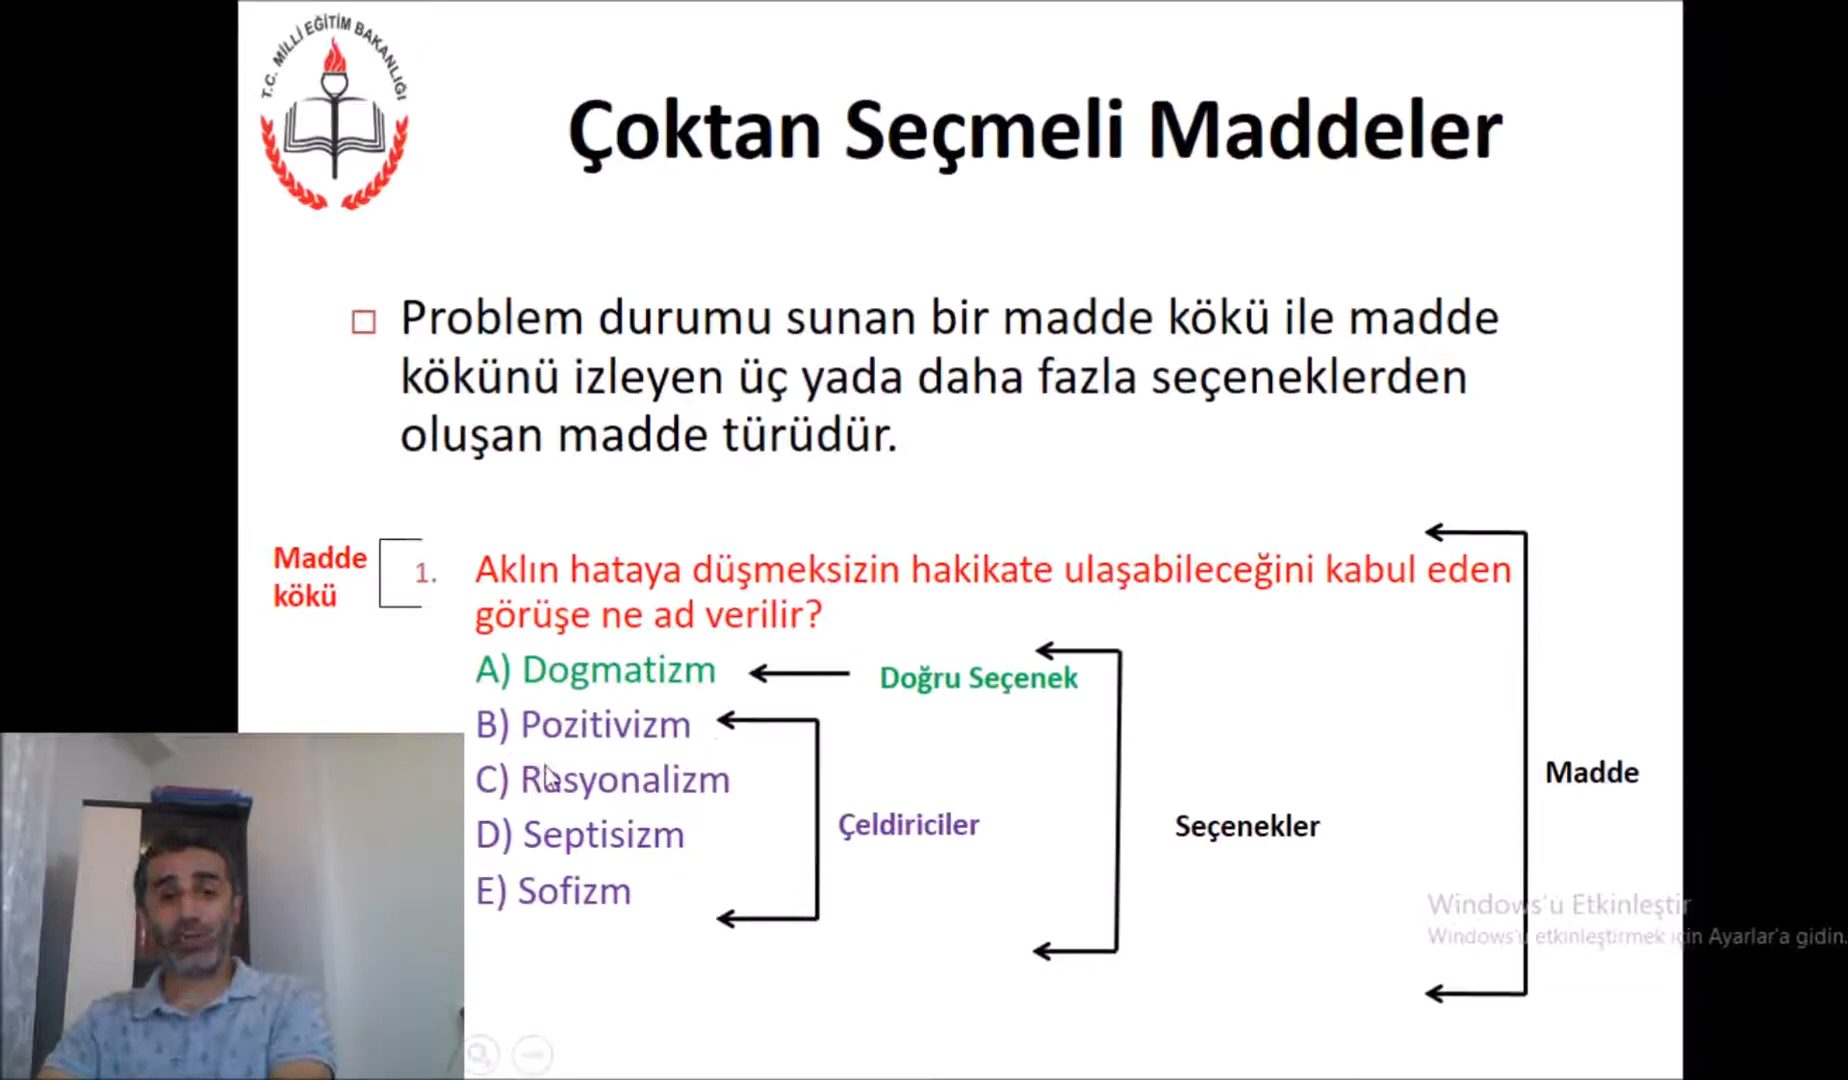 T.C. MİLLİ EĞİTİM BAKANLIĞI
Çoktan Seçmeli Maddeler
Problem durumu sunan bir madde kökü ile madde
kökünü izleyen üç yada daha fazla seçeneklerden
oluşan madde türüdür.
Madde
kökü
1. Aklın hataya düşmeksizin hakikate ulaşabileceğini kabul eden
görüşe ne ad verilir?
A) Dogmatizm
Doğru Seçenek
B) Pozitivizm
C) Rasyonalizm
D) Septisizm
E) Sofizm
Çeldiriciler
Seçenekler
Madde
Windows'u Etkinleştir
Windows'u etkinleştirmek için Ayarlar'a gidin.